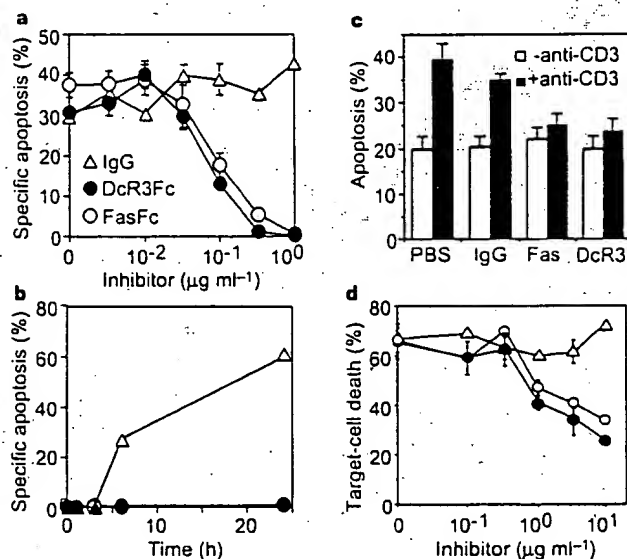 a
Specific apoptosis (%)
50
40
30
20
10
0
IgG
DcR3Fc
FasFc
0 10-2 10-1 100
Inhibitor (µg ml–1)
b
Specific apoptosis (%)
80
60
40
20
0
0 10 20
Time (h)
c
Apoptosis (%)
40
30
20
10
0
-anti-CD3
+anti-CD3
PBS IgG Fas DcR3
d
Target-cell death (%)
80
60
40
20
0
0 10-1 100 101
Inhibitor (µg ml–1)